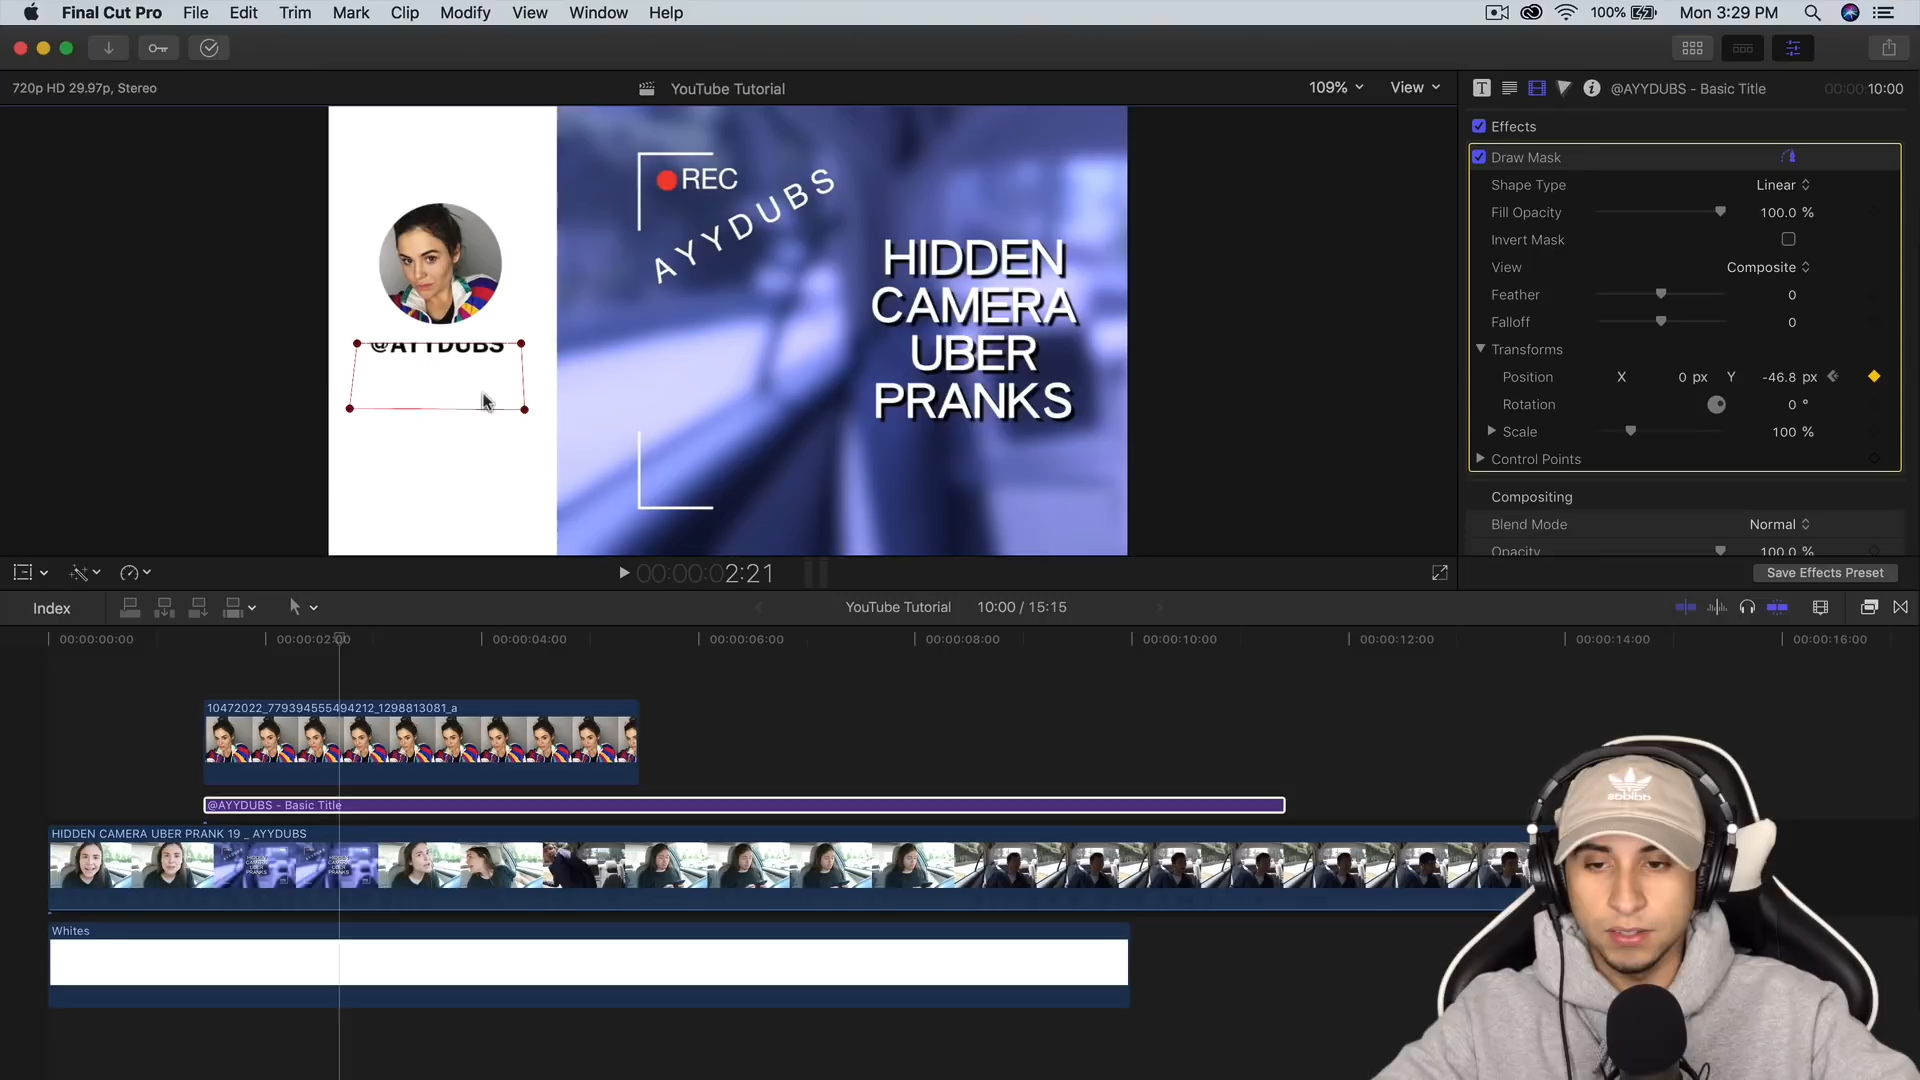 Final Cut Pro File Edit Trim Mark Clip Modify View Window Help 100% Mon 3:29 PM
720p HD 29.97p, Stereo
YouTube Tutorial
109%
View
@AYYDUBS - Basic Title
00:00:10:00
Effects
Draw Mask
Shape Type Linear
Fill Opacity 100.0 %
Invert Mask
View Composite
Feather 0
Falloff 0
Transforms
Position X 0 px Y -46.8 px
Rotation 0 °
Scale 100 %
Control Points
Compositing
Blend Mode Normal
Opacity 100.0 %
Save Effects Preset
REC
AYYDUBS
HIDDEN
CAMERA
UBER
PRANKS
@AYYDUBS
00:00:02:21
Index
YouTube Tutorial
10:00 / 15:15
00:00:00:00
00:00:02:00
00:00:04:00
00:00:06:00
00:00:08:00
00:00:10:00
00:00:12:00
00:00:14:00
00:00:16:00
10472022_779394555494212_1298813081_a
@AYYDUBS - Basic Title
HIDDEN CAMERA UBER PRANK 19 _ AYYDUBS
Whites